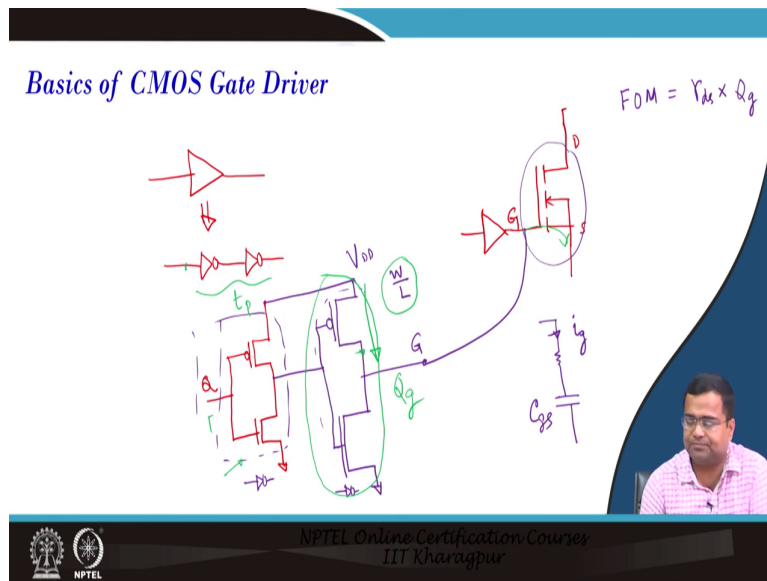 Basics of CMOS Gate Driver
FOM = rds × Qg
D
G
S
tp
VDD
W/L
G
ig
Qg
Cgs
Q
NPTEL Online Certification Courses
IIT Kharagpur
NPTEL